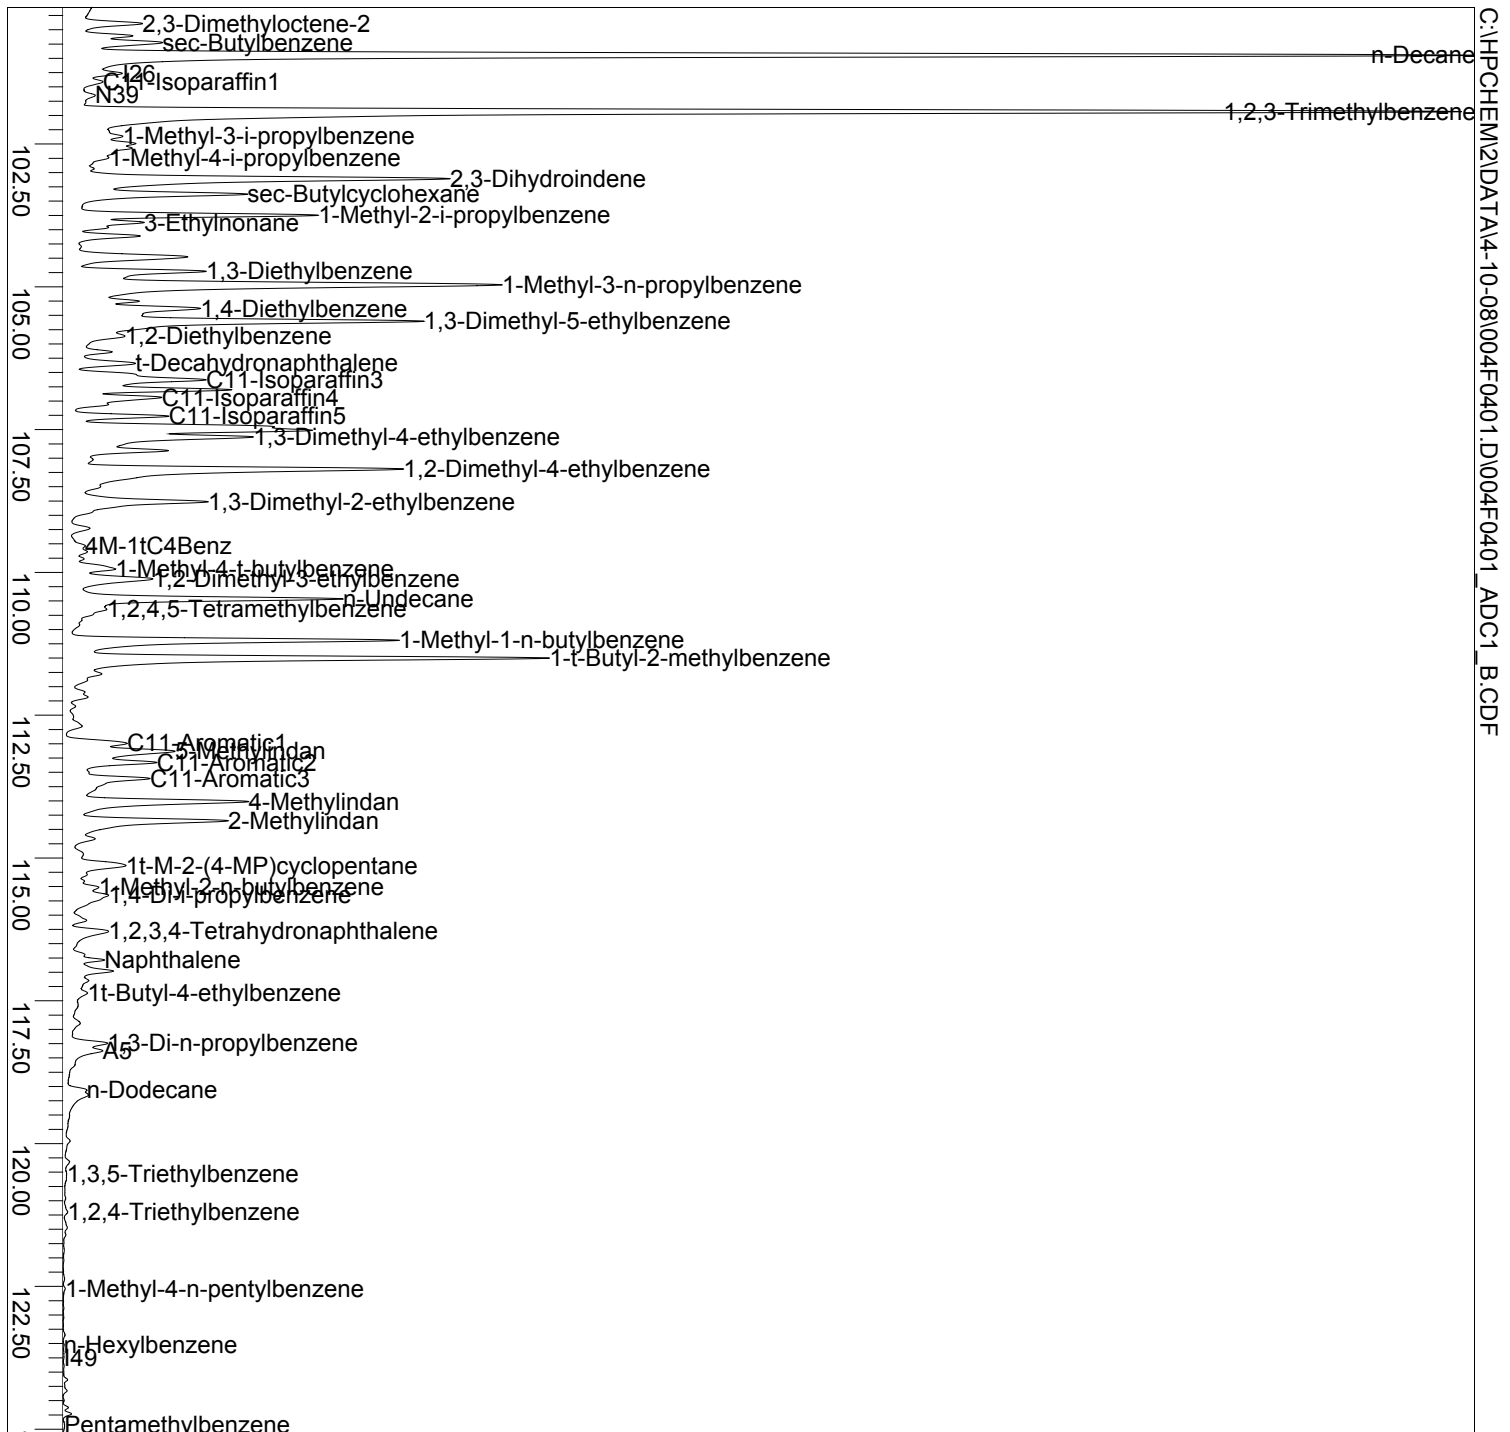 C:\HPCHEM\2\DATA\4-10-08\004F0401.D\004F0401_ADC1_B.CDF
2,3-Dimethyloctene-2
sec-Butylbenzene
n-Decane
I26
C11-Isoparaffin1
N39
1,2,3-Trimethylbenzene
1-Methyl-3-i-propylbenzene
102.50
1-Methyl-4-i-propylbenzene
2,3-Dihydroindene
sec-Butylcyclohexane
1-Methyl-2-i-propylbenzene
3-Ethylnonane
1,3-Diethylbenzene
1-Methyl-3-n-propylbenzene
105.00
1,4-Diethylbenzene
1,3-Dimethyl-5-ethylbenzene
1,2-Diethylbenzene
t-Decahydronaphthalene
C11-Isoparaffin3
C11-Isoparaffin4
C11-Isoparaffin5
1,3-Dimethyl-4-ethylbenzene
107.50
1,2-Dimethyl-4-ethylbenzene
1,3-Dimethyl-2-ethylbenzene
4M-1tC4Benz
1-Methyl-4-t-butylbenzene
1,2-Dimethyl-3-ethylbenzene
110.00
n-Undecane
1,2,4,5-Tetramethylbenzene
1-Methyl-1-n-butylbenzene
1-t-Butyl-2-methylbenzene
112.50
C11-Aromatic1
5-Methylindan
C11-Aromatic2
C11-Aromatic3
4-Methylindan
2-Methylindan
115.00
1t-M-2-(4-MP)cyclopentane
1-Methyl-2-n-butylbenzene
1,4-Di-i-propylbenzene
1,2,3,4-Tetrahydronaphthalene
Naphthalene
1t-Butyl-4-ethylbenzene
117.50
1,3-Di-n-propylbenzene
A5
n-Dodecane
120.00
1,3,5-Triethylbenzene
1,2,4-Triethylbenzene
122.50
1-Methyl-4-n-pentylbenzene
n-Hexylbenzene
I49
Pentamethylbenzene